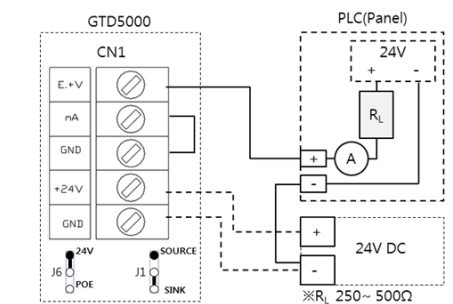 GTD5000
PLC(Panel)
CN1
24V
+ -
E.+V
mA
GND
+24V
GND
RL
+ A
-
+
24V DC
-
24V
J6
POE
SOURCE
J1
SINK
※RL 250~ 500Ω